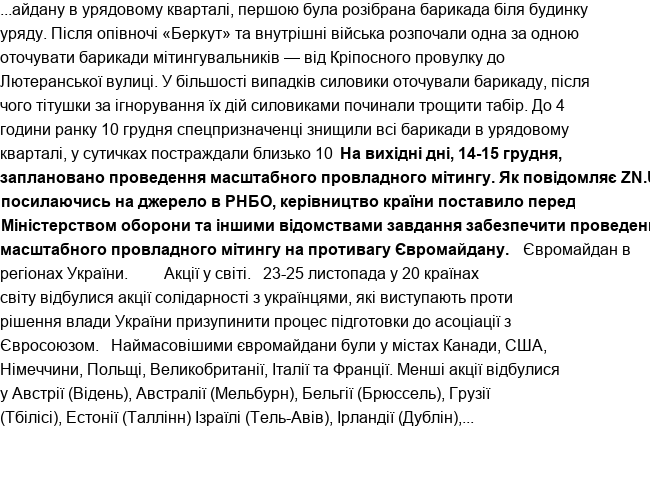 ...айдану в урядовому кварталі, першою була розібрана барикада біля будинку
уряду. Після опівночі «Беркут» та внутрішні війська розпочали одна за одною
оточувати барикади мітингувальників — від Кріпосного провулку до
Лютеранської вулиці. У більшості випадків силовики оточували барикаду, після
чого тітушки за ігнорування їх дій силовиками починали трощити табір. До 4
години ранку 10 грудня спецпризначенці знищили всі барикади в урядовому
кварталі, у сутичках постраждали близько 10 На вихідні дні, 14-15 грудня,
заплановано проведення масштабного провладного мітингу. Як повідомляє ZN.U
посилаючись на джерело в РНБО, керівництво країни поставило перед
Міністерством оборони та іншими відомствами завдання забезпечити проведен
масштабного провладного мітингу на противагу Євромайдану. Євромайдан в
регіонах України. Акції у світі. 23-25 листопада у 20 країнах
світу відбулися акції солідарності з українцями, які виступають проти
рішення влади України призупинити процес підготовки до асоціації з
Євросоюзом. Наймасовішими євромайдани були у містах Канади, США,
Німеччини, Польщі, Великобританії, Італії та Франції. Менші акції відбулися
у Австрії (Відень), Австралії (Мельбурн), Бельгії (Брюссель), Грузії
(Тбілісі), Естонії (Таллінн) Ізраїлі (Тель-Авів), Ірландії (Дублін),...